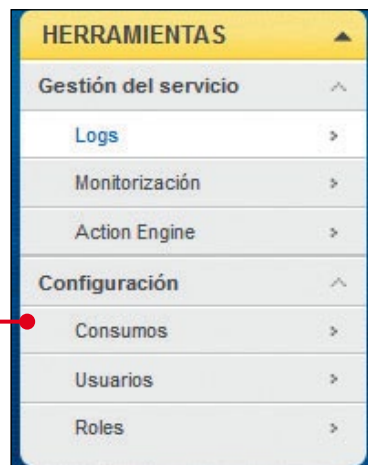 HERRAMIENTAS
Gestión del servicio
Logs
Monitorización
Action Engine
Configuración
Consumos
Usuarios
Roles